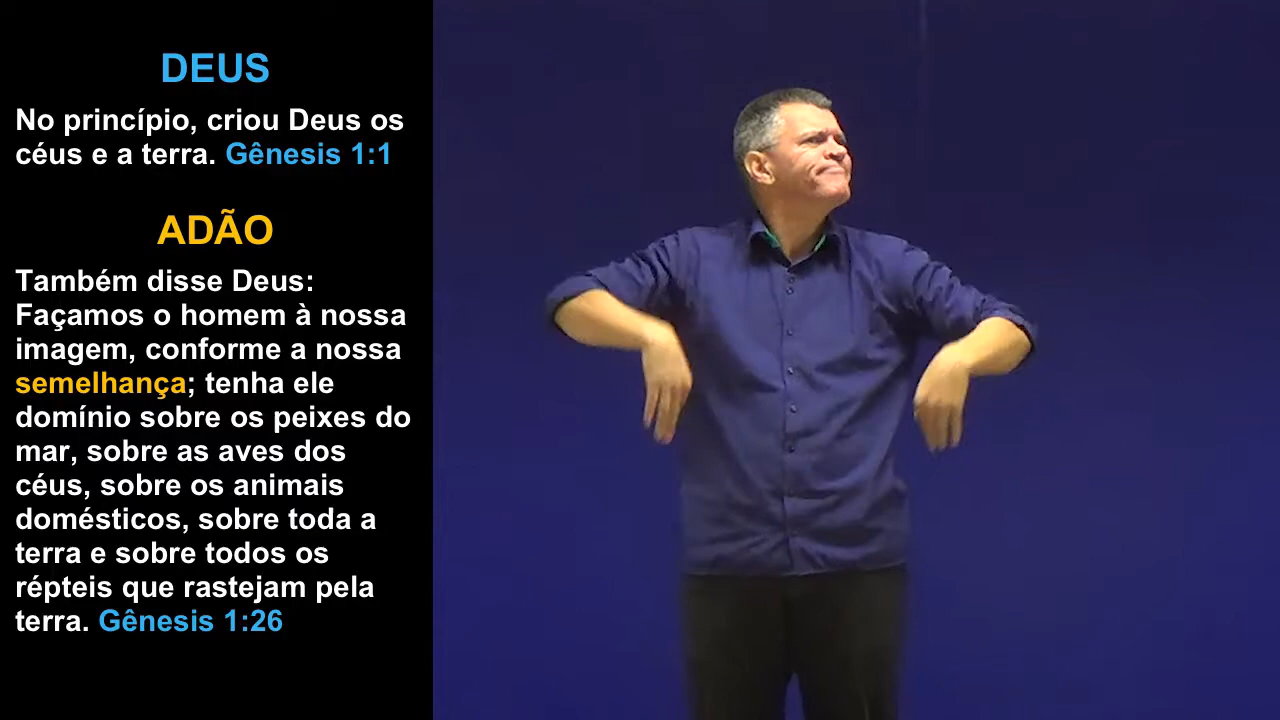 DEUS
No princípio, criou Deus os
céus e a terra. Gênesis 1:1
ADÃO
Também disse Deus:
Façamos o homem à nossa
imagem, conforme a nossa
semelhança; tenha ele
domínio sobre os peixes do
mar, sobre as aves dos
céus, sobre os animais
domésticos, sobre toda a
terra e sobre todos os
répteis que rastejam pela
terra. Gênesis 1:26